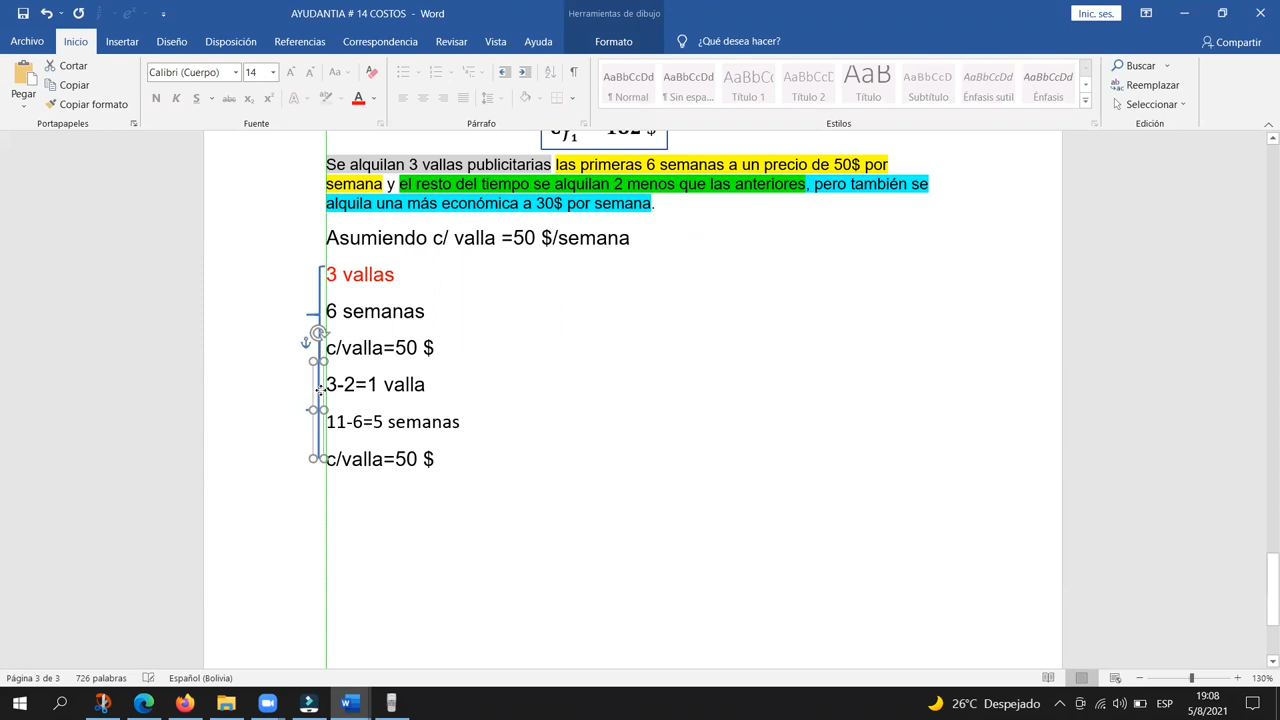 AYUDANTIA # 14 COSTOS - Word
Herramientas de dibujo
Inic. ses.
Archivo Inicio Insertar Diseño Disposición Referencias Correspondencia Revisar Vista Ayuda Formato ¿Qué desea hacer? Compartir
Pegar
Cortar
Copiar
Copiar formato
Portapapeles
Calibri (Cuerpo) 14
N K S abc x₂ x²
Fuente
Párrafo
AaBbCcDd AaBbCcDd AaBbCc AaBbCcD AaB AaBbCcD AaBbCcDd AaBbCcDd
¶ Normal ¶ Sin espa... Título 1 Título 2 Título Subtítulo Énfasis sutil Énfasis
Estilos
Buscar
Reemplazar
Seleccionar
Edición
Se alquilan 3 vallas publicitarias las primeras 6 semanas a un precio de 50$ por
semana y el resto del tiempo se alquilan 2 menos que las anteriores, pero también se
alquila una más económica a 30$ por semana.
Asumiendo c/ valla =50 $/semana
3 vallas
6 semanas
c/valla=50 $
3-2=1 valla
11-6=5 semanas
c/valla=50 $
Página 3 de 3 726 palabras Español (Bolivia) 130%
26°C Despejado ESP 19:08
5/8/2021